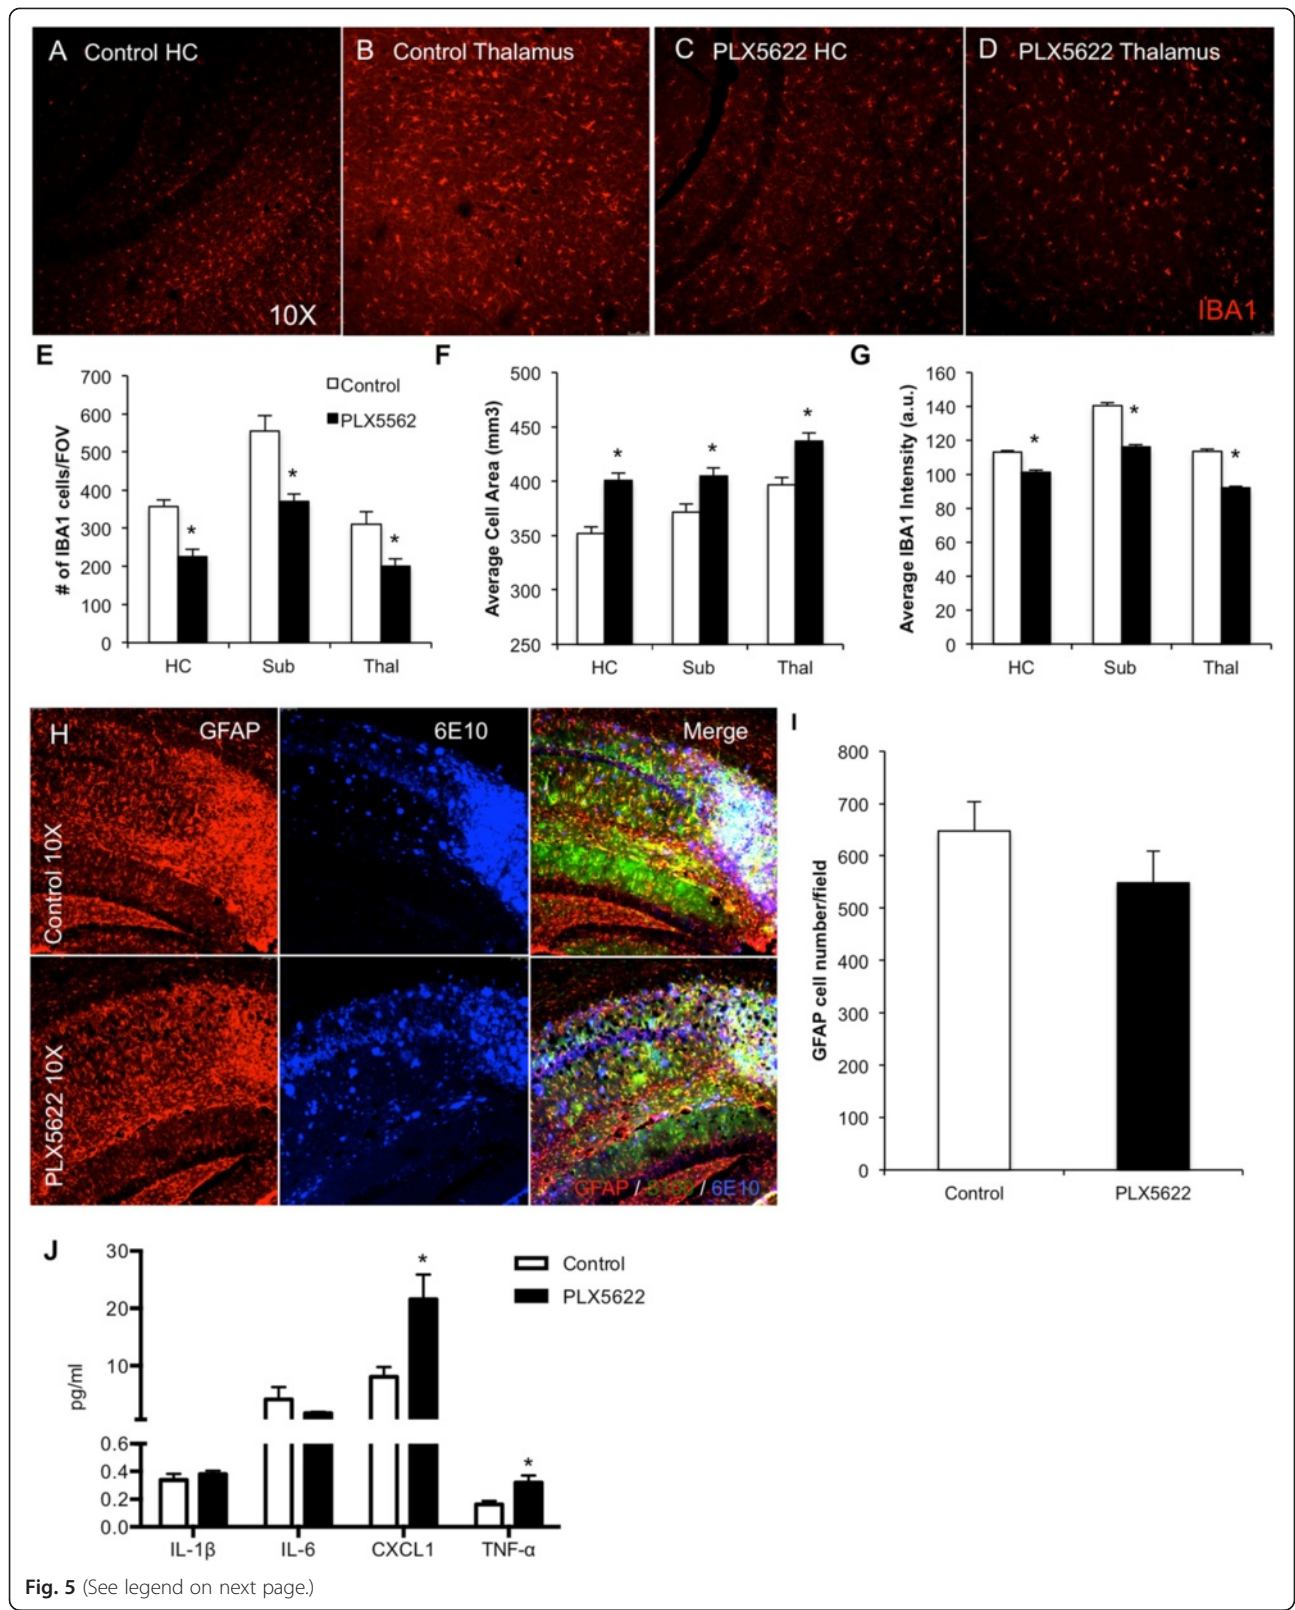 A Control HC
B Control Thalamus
C PLX5622 HC
D PLX5622 Thalamus
10X
IBA1
E
700
600
500
400
300
200
100
0
# of IBA1 cells/FOV
Control
PLX5562
*
*
*
HC
Sub
Thal
F
500
450
400
350
300
250
Average Cell Area (mm3)
*
*
*
HC
Sub
Thal
G
160
140
120
100
80
60
40
20
0
Average IBA1 Intensity (a.u.)
*
*
*
HC
Sub
Thal
H
GFAP
6E10
Merge
Control 10X
PLX5622 10X
GFAP / S100 / 6E10
I
800
700
600
500
400
300
200
100
0
GFAP cell number/field
Control
PLX5622
J
30
20
10
0.6
0.4
0.2
0.0
pg/ml
*
*
Control
PLX5622
IL-1β
IL-6
CXCL1
TNF-α
Fig. 5 (See legend on next page.)